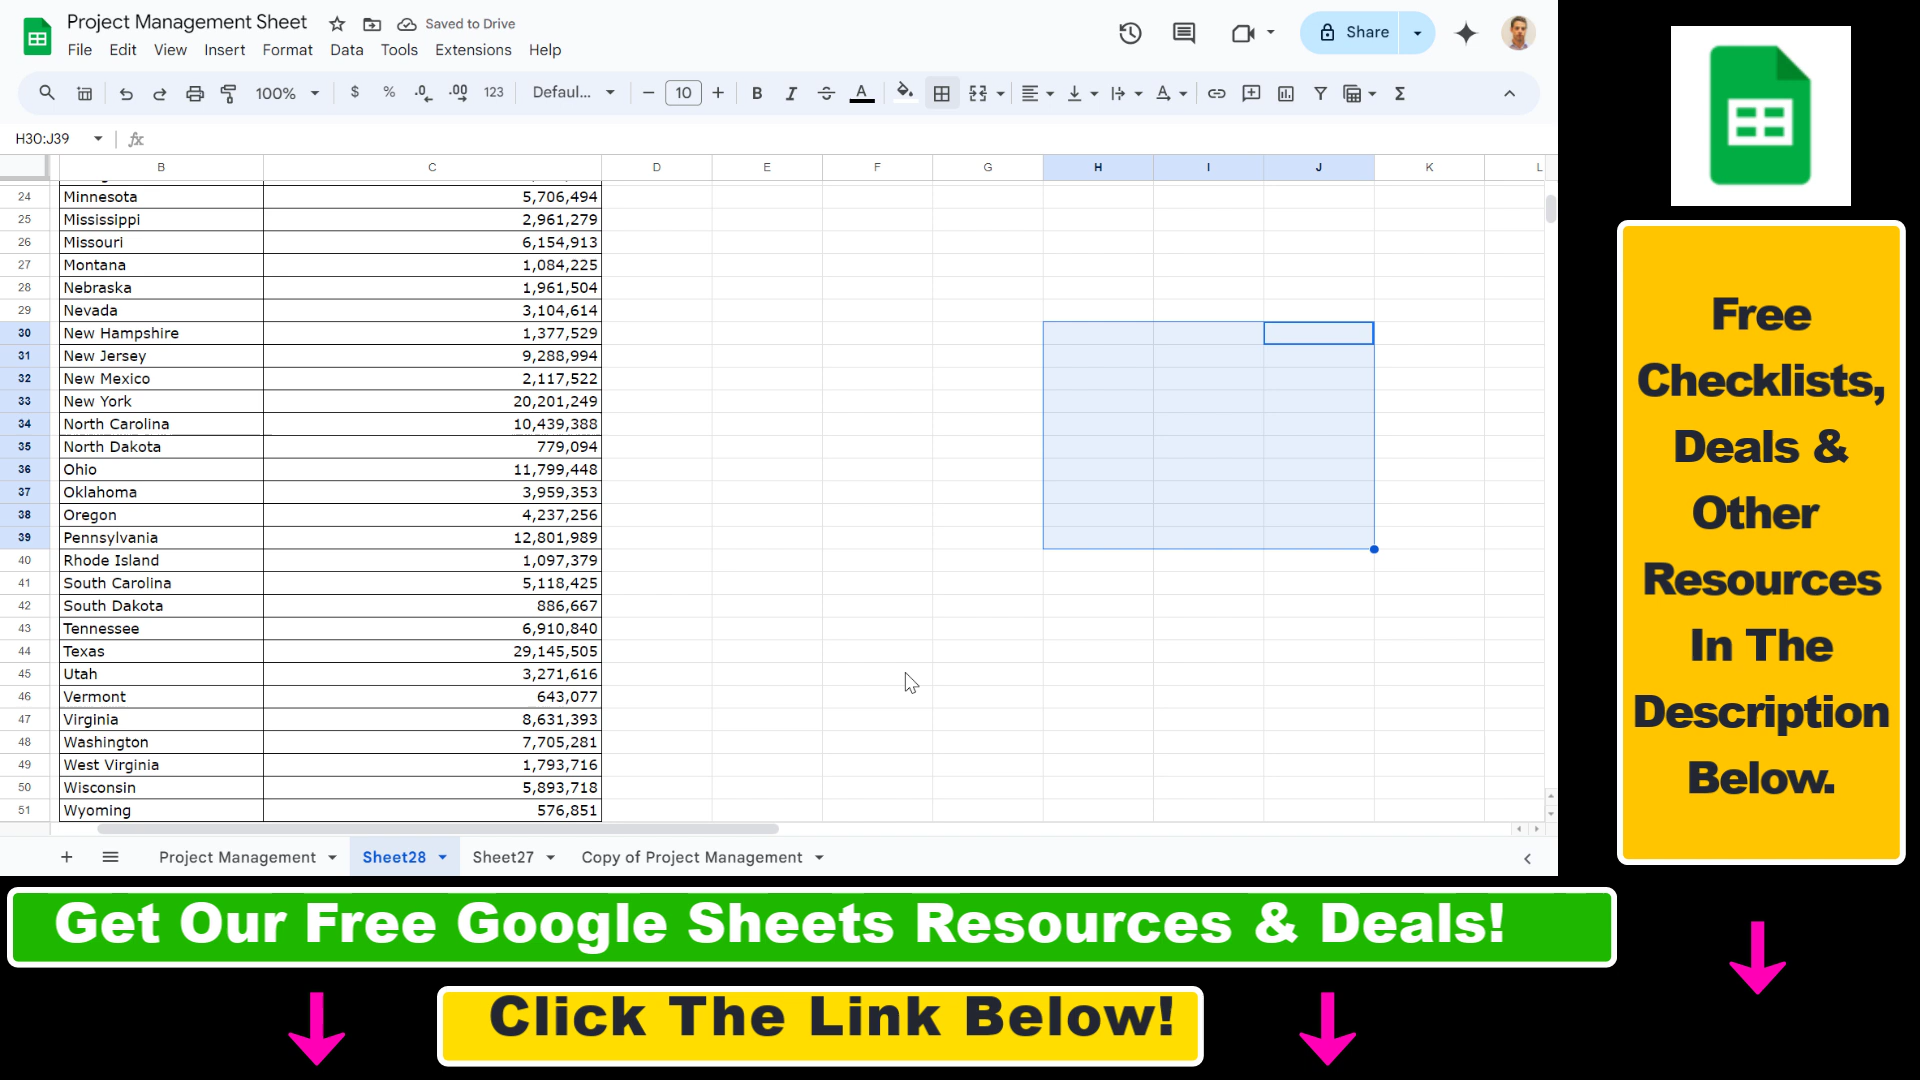 Project Management Sheet Saved to Drive
File Edit View Insert Format Data Tools Extensions Help
Share
100% $ % .0 .00 123 Defaul... 10 B I A Σ
H30:J39 fx
B C D E F G H I J K L
24 Minnesota 5,706,494
25 Mississippi 2,961,279
26 Missouri 6,154,913
27 Montana 1,084,225
28 Nebraska 1,961,504
29 Nevada 3,104,614
30 New Hampshire 1,377,529
31 New Jersey 9,288,994
32 New Mexico 2,117,522
33 New York 20,201,249
34 North Carolina 10,439,388
35 North Dakota 779,094
36 Ohio 11,799,448
37 Oklahoma 3,959,353
38 Oregon 4,237,256
39 Pennsylvania 12,801,989
40 Rhode Island 1,097,379
41 South Carolina 5,118,425
42 South Dakota 886,667
43 Tennessee 6,910,840
44 Texas 29,145,505
45 Utah 3,271,616
46 Vermont 643,077
47 Virginia 8,631,393
48 Washington 7,705,281
49 West Virginia 1,793,716
50 Wisconsin 5,893,718
51 Wyoming 576,851
Project Management Sheet28 Sheet27 Copy of Project Management
Free
Checklists,
Deals &
Other
Resources
In The
Description
Below.
Get Our Free Google Sheets Resources & Deals!
Click The Link Below!